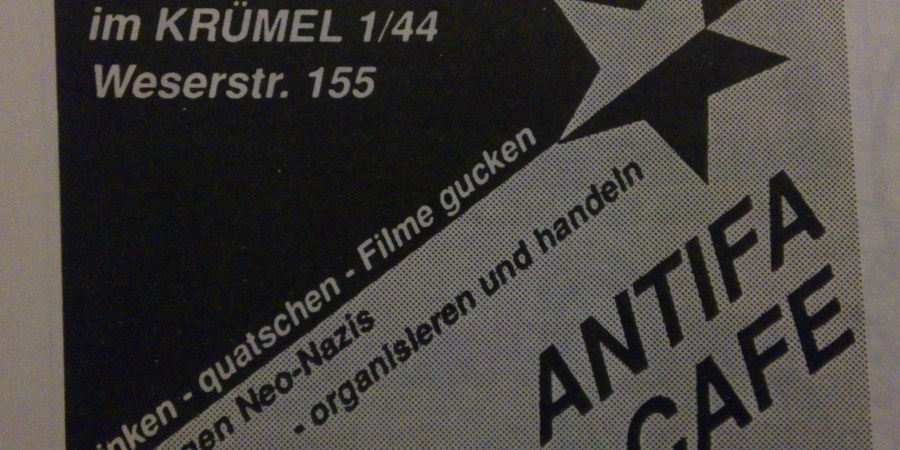 im KRÜMEL 1/44
Weserstr. 155
- quatschen - Filme gucken
Neo-Nazis
- organisieren und handeln
ANTIFA
CAFE